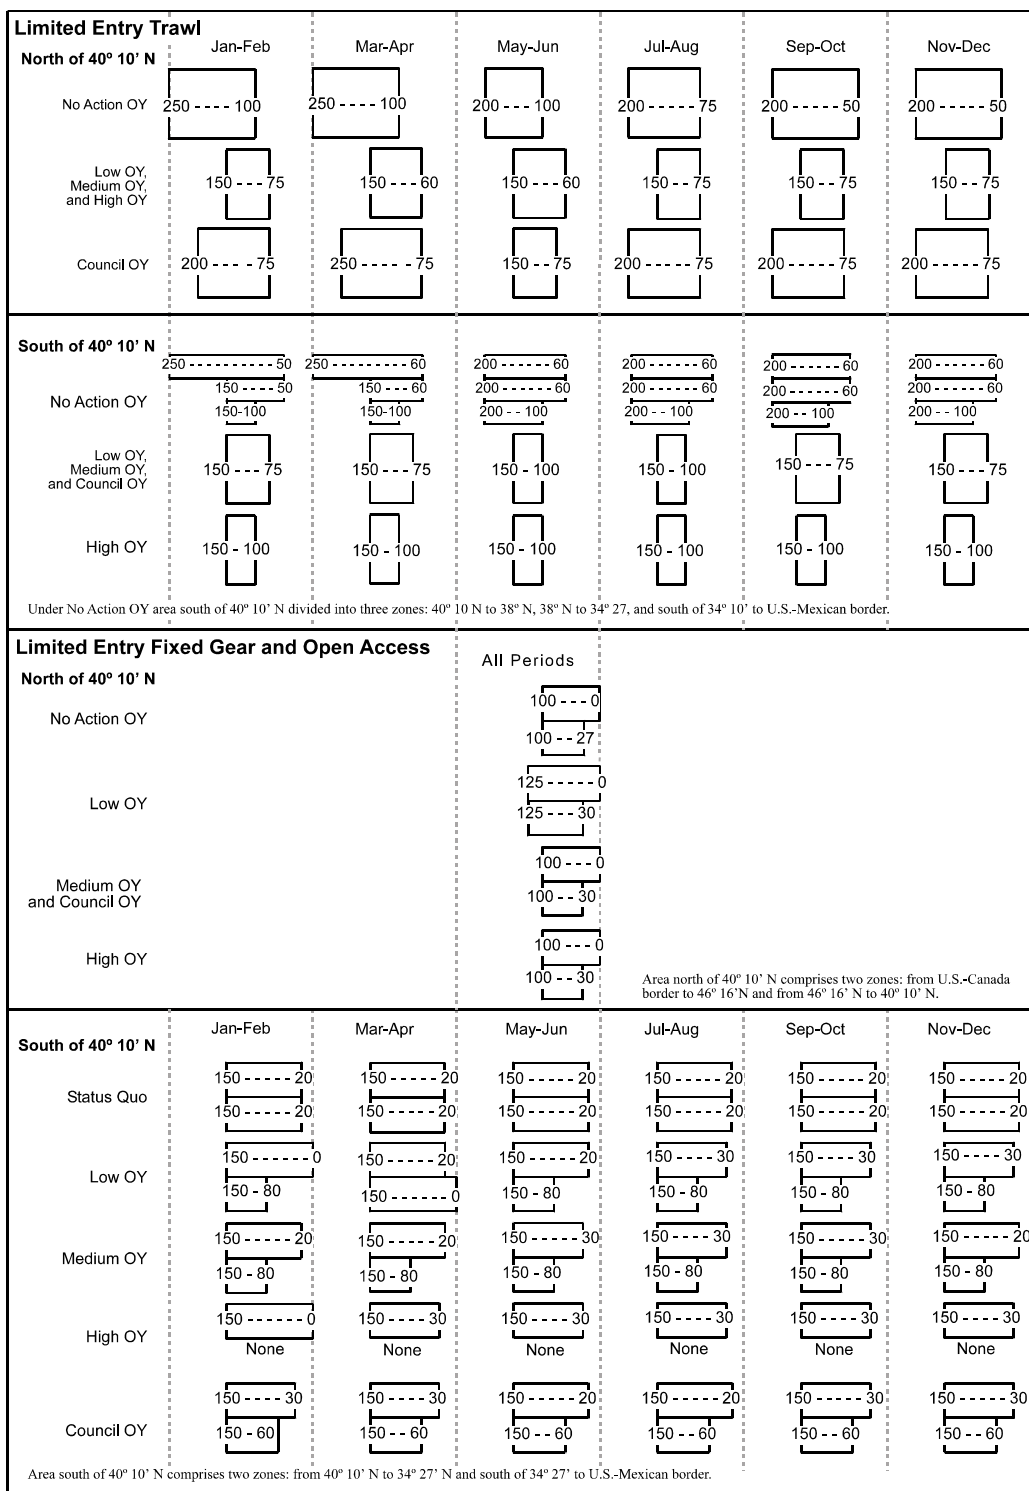 Limited Entry Trawl
Jan-Feb Mar-Apr May-Jun Jul-Aug Sep-Oct Nov-Dec
North of 40º 10' N
No Action OY 250 ---- 100 250 ---- 100 200 --- 100 200 ----- 75 200 ----- 50 200 ----- 50
Low OY,
Medium OY,
and High OY
150 --- 75 150 --- 60 150 --- 60 150 --- 75 150 --- 75 150 --- 75
Council OY 200 ----- 75 250 ----- 75 150 --- 75 200 ----- 75 200 ----- 75 200 ----- 75
South of 40º 10' N
250 -------- 50 250 -------- 60 200 ------ 60 200 ------ 60 200 ------ 60 200 ------ 60
150 ---- 50 150 --- 60 200 ------ 60 200 ------ 60 200 ------ 60 200 ------ 60
No Action OY
150-100 150-100 200 -- 100 200 -- 100 200 -- 100 200 -- 100
Low OY,
Medium OY,
and Council OY
150 --- 75 150 --- 75 150 - 100 150 - 100 150 --- 75 150 --- 75
High OY 150 - 100 150 - 100 150 - 100 150 - 100 150 - 100 150 - 100
Under No Action OY area south of 40º 10' N divided into three zones: 40º 10 N to 38º N, 38º N to 34º 27, and south of 34º 10' to U.S.-Mexican border.
Limited Entry Fixed Gear and Open Access
All Periods
North of 40º 10' N
100 --- 0
No Action OY
100 -- 27
125 ----- 0
Low OY
125 --- 30
100 --- 0
Medium OY
and Council OY
100 -- 30
100 --- 0
High OY
100 -- 30
Area north of 40º 10' N comprises two zones: from U.S.-Canada
border to 46º 16'N and from 46º 16' N to 40º 10' N.
Jan-Feb Mar-Apr May-Jun Jul-Aug Sep-Oct Nov-Dec
South of 40º 10' N
150 ----- 20 150 ----- 20 150 ----- 20 150 ----- 20 150 ----- 20 150 ----- 20
Status Quo
150 ----- 20 150 ----- 20 150 ----- 20 150 ----- 20 150 ----- 20 150 ----- 20
150 ------- 0 150 ----- 20 150 ----- 20 150 ---- 30 150 ---- 30 150 ---- 30
Low OY
150 - 80 150 ------ 0 150 - 80 150 - 80 150 - 80 150 - 80
150 ----- 20 150 ----- 20 150 ----- 30 150 ---- 30 150 ---- 30 150 ----- 20
Medium OY
150 - 80 150 - 80 150 - 80 150 - 80 150 - 80 150 - 80
150 ------ 0 150 ---- 30 150 ---- 30 150 ---- 30 150 ---- 30 150 ---- 30
High OY
None None None None None None
150 ---- 30 150 ---- 30 150 ----- 20 150 ----- 20 150 ---- 30 150 ---- 30
Council OY
150 -- 60 150 -- 60 150 -- 60 150 -- 60 150 -- 60 150 -- 60
Area south of 40º 10' N comprises two zones: from 40º 10' N to 34º 27' N and south of 34º 27' to U.S.-Mexican border.